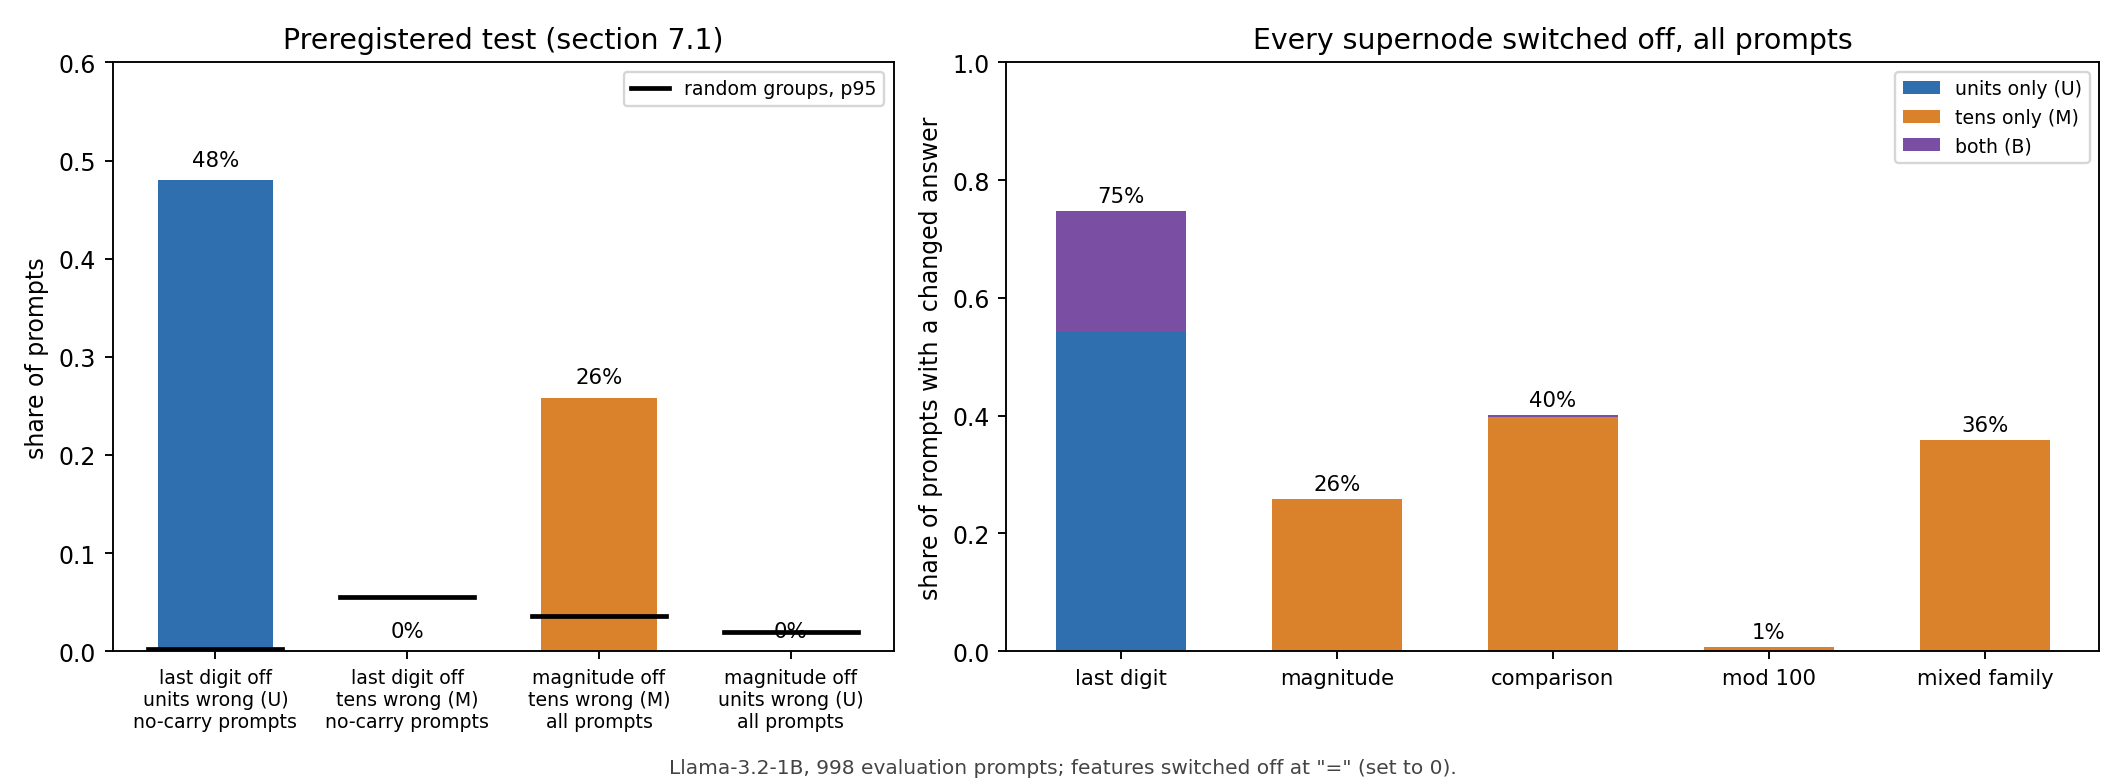 Preregistered test (section 7.1)
share of prompts
0.6
0.5
0.4
0.3
0.2
0.1
0.0
random groups, p95
48%
0%
26%
0%
last digit off
units wrong (U)
no-carry prompts
last digit off
tens wrong (M)
no-carry prompts
magnitude off
tens wrong (M)
all prompts
magnitude off
units wrong (U)
all prompts
Every supernode switched off, all prompts
share of prompts with a changed answer
1.0
0.8
0.6
0.4
0.2
0.0
units only (U)
tens only (M)
both (B)
75%
26%
40%
1%
36%
last digit
magnitude
comparison
mod 100
mixed family
Llama-3.2-1B, 998 evaluation prompts; features switched off at "=" (set to 0).